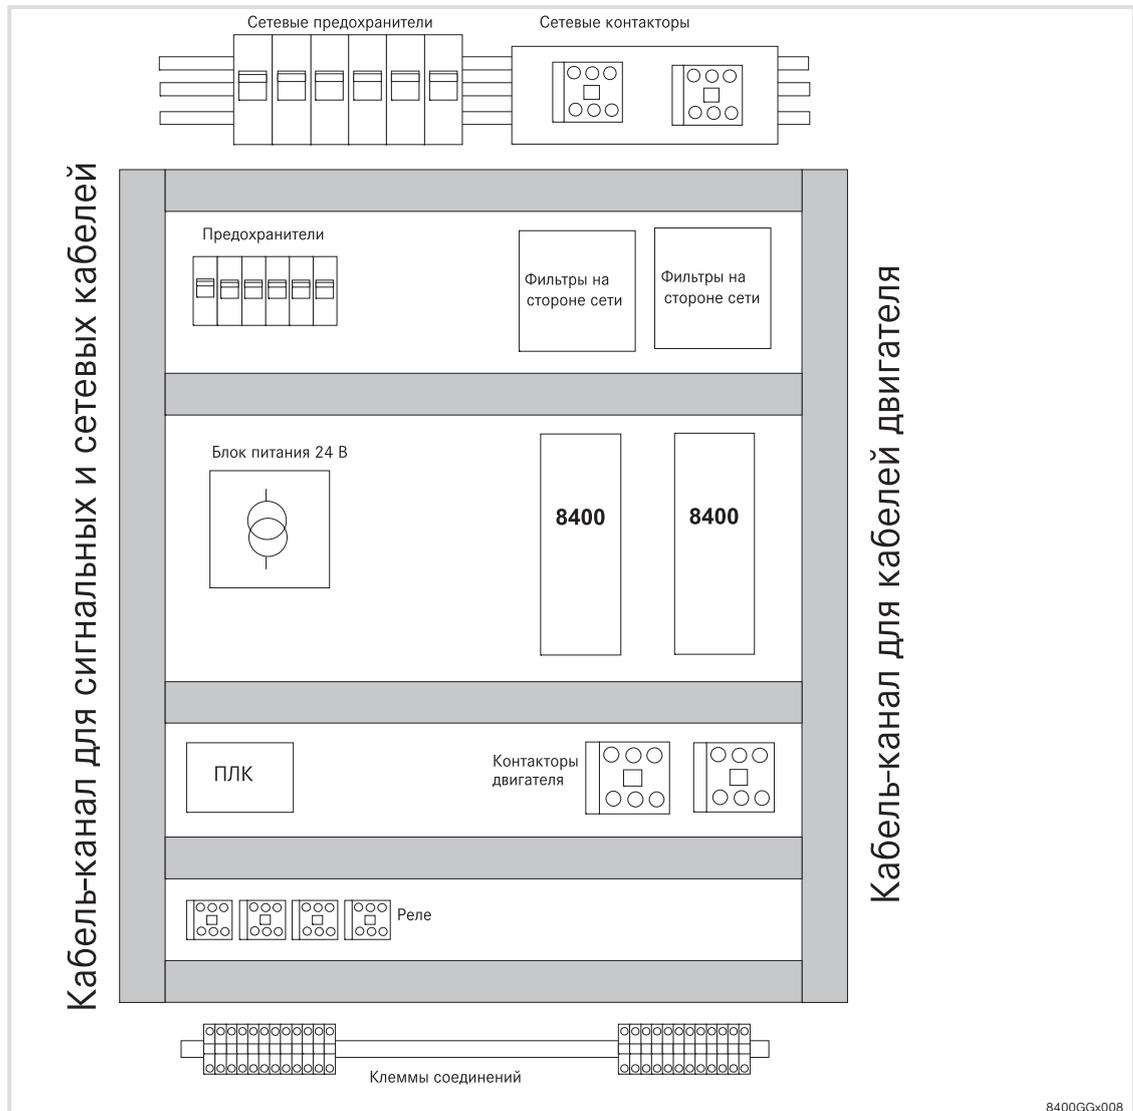 Сетевые предохранители
Сетевые контакторы
Кабель-канал для сигнальных и сетевых кабелей
Предохранители
Фильтры на
стороне сети
Фильтры на
стороне сети
Кабель-канал для кабелей двигателя
Блок питания 24 В
8400
8400
ПЛК
Контакторы
двигателя
Реле
Клеммы соединений
8400GGx008